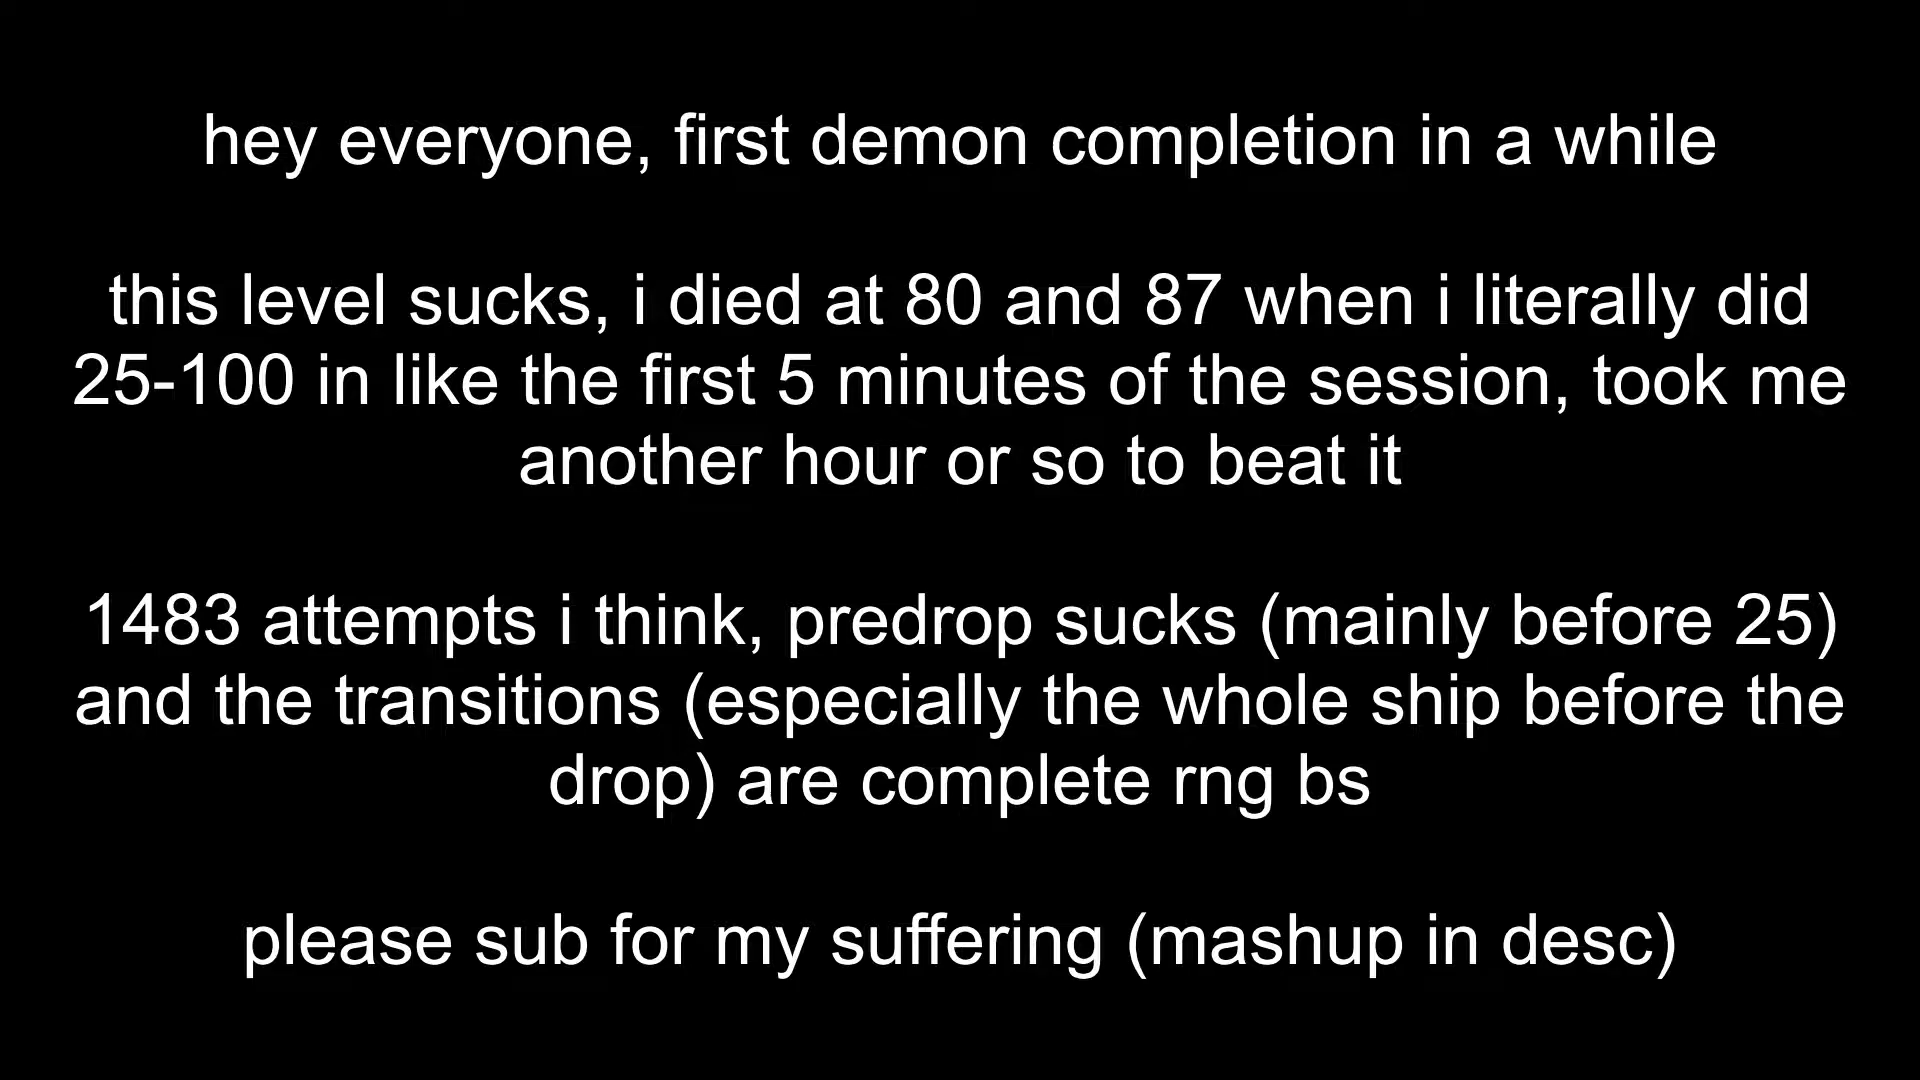 hey everyone, first demon completion in a while
this level sucks, i died at 80 and 87 when i literally did
25-100 in like the first 5 minutes of the session, took me
another hour or so to beat it
1483 attempts i think, predrop sucks (mainly before 25)
and the transitions (especially the whole ship before the
drop) are complete rng bs
please sub for my suffering (mashup in desc)